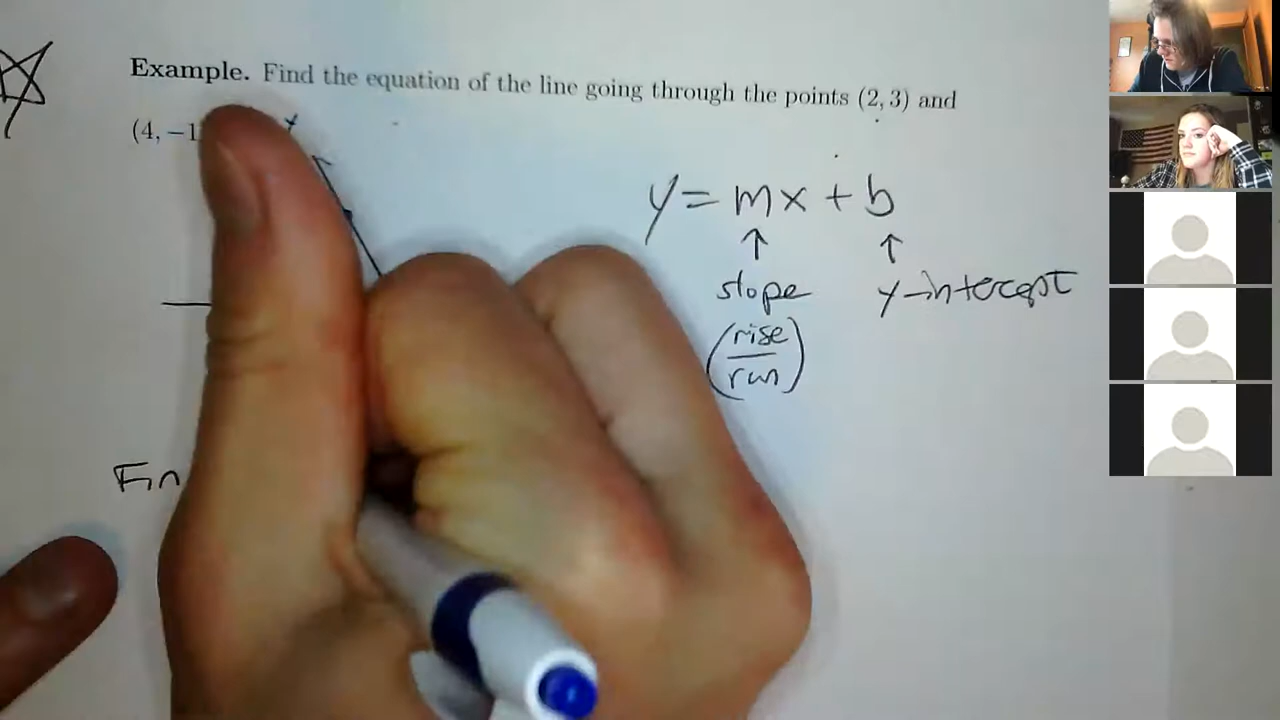 Example. Find the equation of the line going through the points (2, 3) and
(4, −1
y = mx + b
↑ ↑
slope y-intercept
(rise/run)
Fin